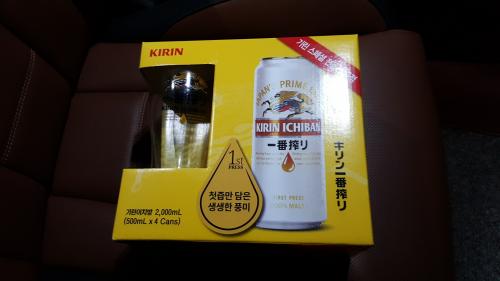 KIRIN
기린 스페셜
JAPAN'S PRIME
KIRIN ICHIBAN
一番搾り
FIRST PRESS
100% MALT
キリン一番搾り
1ST
PRESS
첫즙만 담은
생생한 풍미
기린이치방 2,000mL
(500mL x 4 Cans)